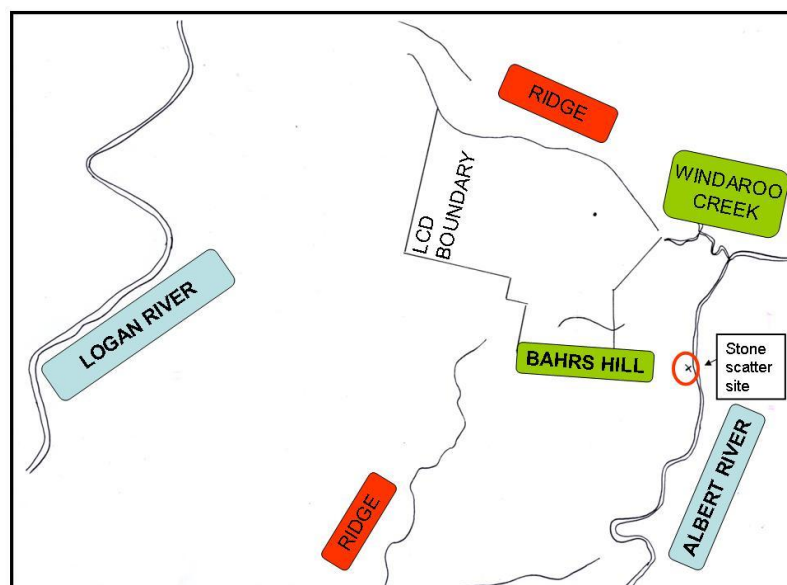 RIDGE
WINDAROO
CREEK
LCD
BOUNDARY
LOGAN RIVER
BAHRS HILL
Stone
scatter
site
x
ALBERT RIVER
RIDGE